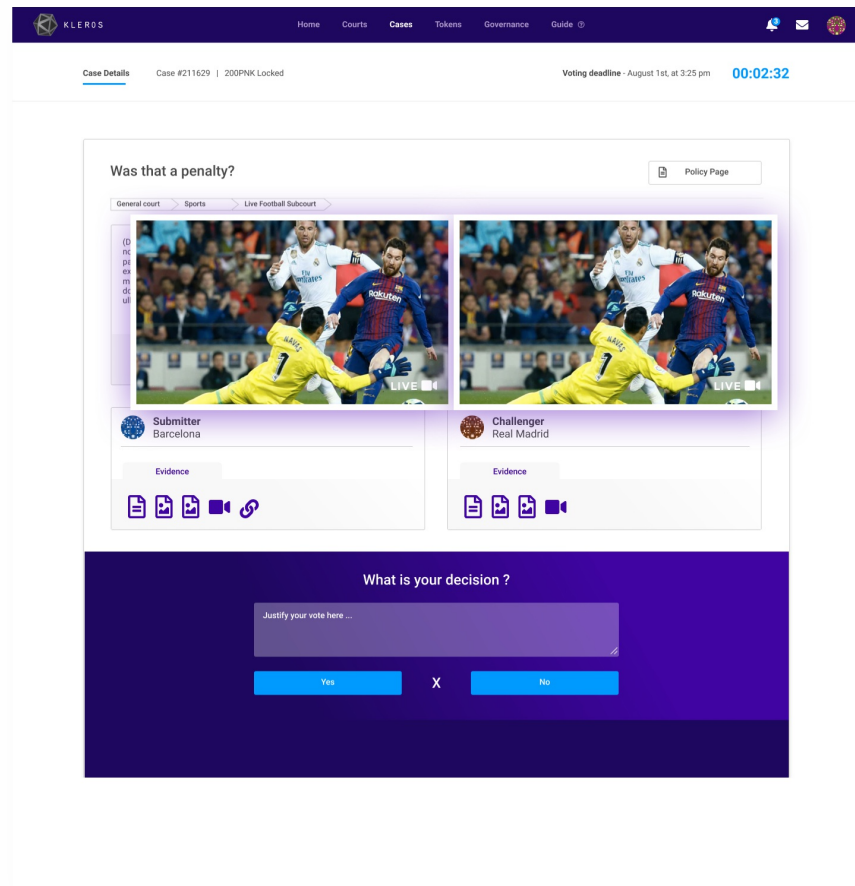 KLEROS
Home Courts Cases Tokens Governance Guide
3
Case Details Case #211629 | 200PNK Locked
Voting deadline - August 1st, at 3:25 pm 00:02:32
Was that a penalty?
Policy Page
General court Sports Live Football Subcourt
Fly Emirates Rakuten
Fly Emirates Rakuten
NAVAS
NAVAS
1
1
LIVE
LIVE
Submitter
Barcelona
Challenger
Real Madrid
Evidence
Evidence
What is your decision ?
Justify your vote here ...
Yes X No